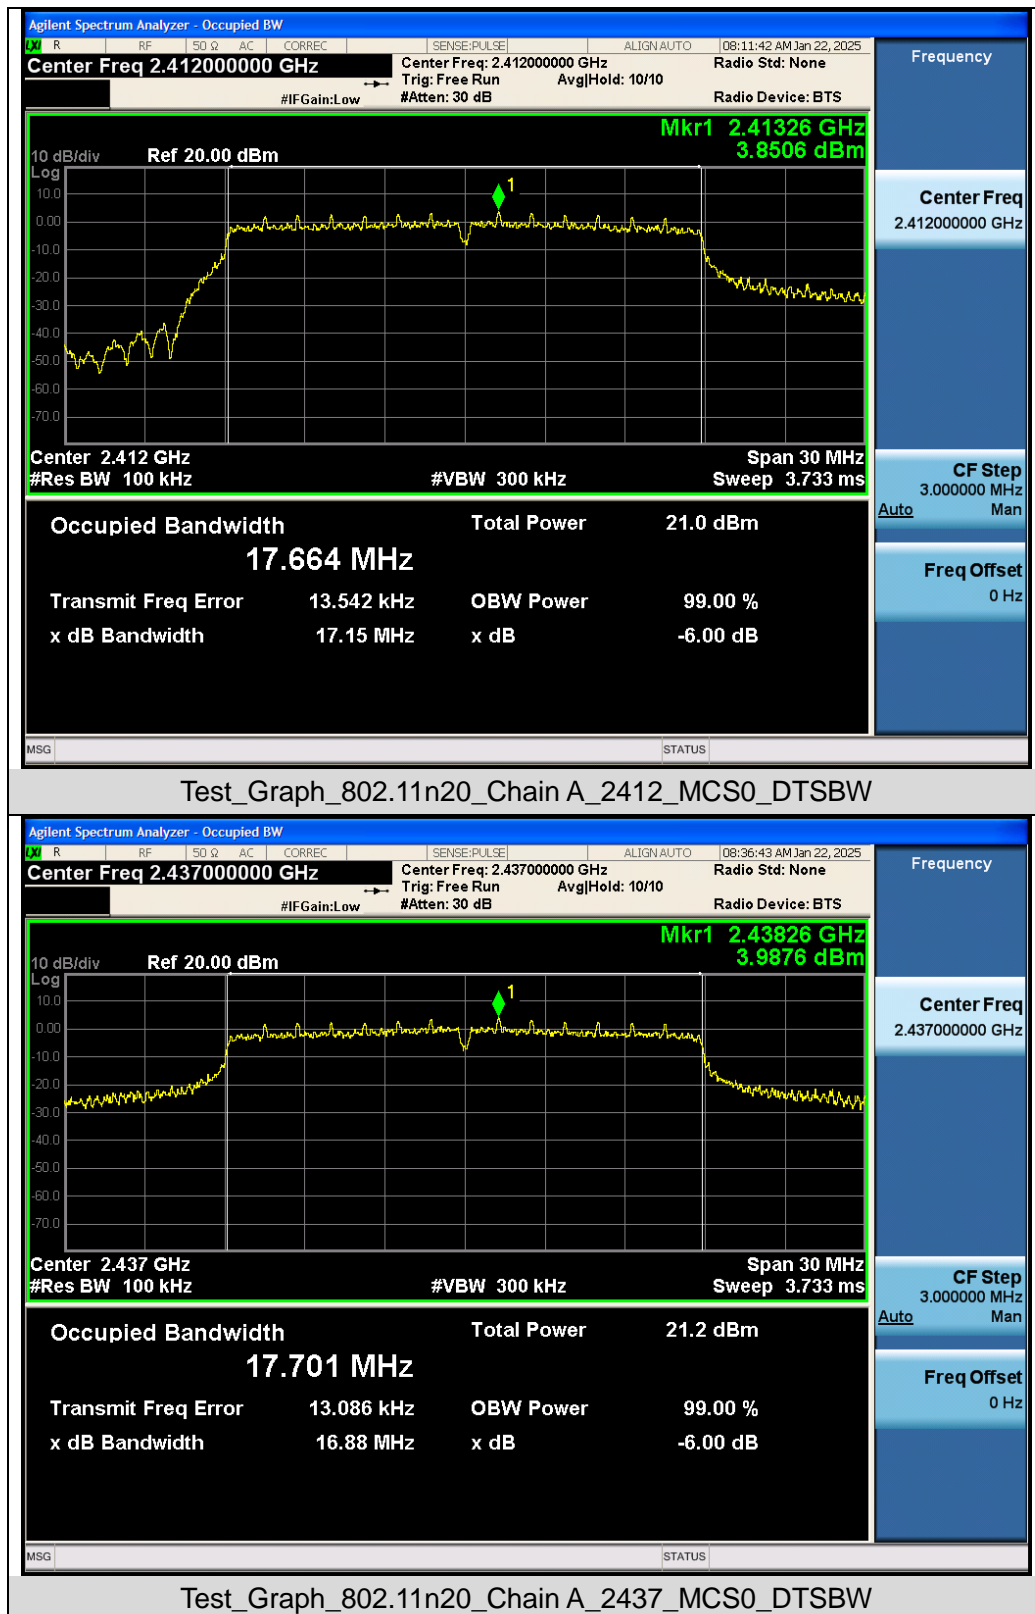 Agilent Spectrum Analyzer - Occupied BW
LXI R RF 50 Ω AC CORREC SENSE:PULSE ALIGN AUTO 08:11:42 AM Jan 22, 2025
Center Freq 2.412000000 GHz Center Freq: 2.412000000 GHz Radio Std: None
Trig: Free Run Avg|Hold: 10/10
#IFGain:Low #Atten: 30 dB Radio Device: BTS
Mkr1 2.41326 GHz
3.8506 dBm
10 dB/div Ref 20.00 dBm
Log
10.0
1
0.00
-10.0
-20.0
-30.0
-40.0
-50.0
-60.0
-70.0
Center 2.412 GHz Span 30 MHz
#Res BW 100 kHz #VBW 300 kHz Sweep 3.733 ms
Occupied Bandwidth Total Power 21.0 dBm
17.664 MHz
Transmit Freq Error 13.542 kHz OBW Power 99.00 %
x dB Bandwidth 17.15 MHz x dB -6.00 dB
MSG STATUS
Frequency
Center Freq
2.412000000 GHz
CF Step
3.000000 MHz
Auto Man
Freq Offset
0 Hz
Test_Graph_802.11n20_Chain A_2412_MCS0_DTSBW
Agilent Spectrum Analyzer - Occupied BW
LXI R RF 50 Ω AC CORREC SENSE:PULSE ALIGN AUTO 08:36:43 AM Jan 22, 2025
Center Freq 2.437000000 GHz Center Freq: 2.437000000 GHz Radio Std: None
Trig: Free Run Avg|Hold: 10/10
#IFGain:Low #Atten: 30 dB Radio Device: BTS
Mkr1 2.43826 GHz
3.9876 dBm
10 dB/div Ref 20.00 dBm
Log
10.0
1
0.00
-10.0
-20.0
-30.0
-40.0
-50.0
-60.0
-70.0
Center 2.437 GHz Span 30 MHz
#Res BW 100 kHz #VBW 300 kHz Sweep 3.733 ms
Occupied Bandwidth Total Power 21.2 dBm
17.701 MHz
Transmit Freq Error 13.086 kHz OBW Power 99.00 %
x dB Bandwidth 16.88 MHz x dB -6.00 dB
MSG STATUS
Frequency
Center Freq
2.437000000 GHz
CF Step
3.000000 MHz
Auto Man
Freq Offset
0 Hz
Test_Graph_802.11n20_Chain A_2437_MCS0_DTSBW